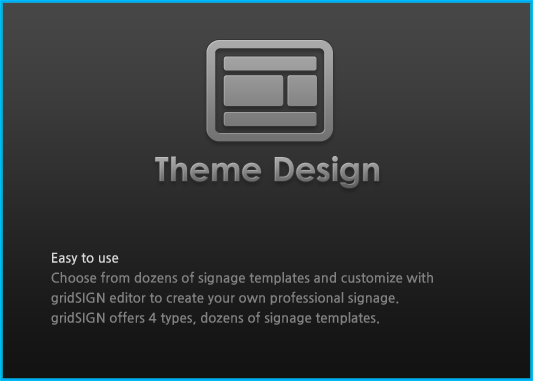 Theme Design
Easy to use
Choose from dozens of signage templates and customize with
gridSIGN editor to create your own professional signage.
gridSIGN offers 4 types, dozens of signage templates.